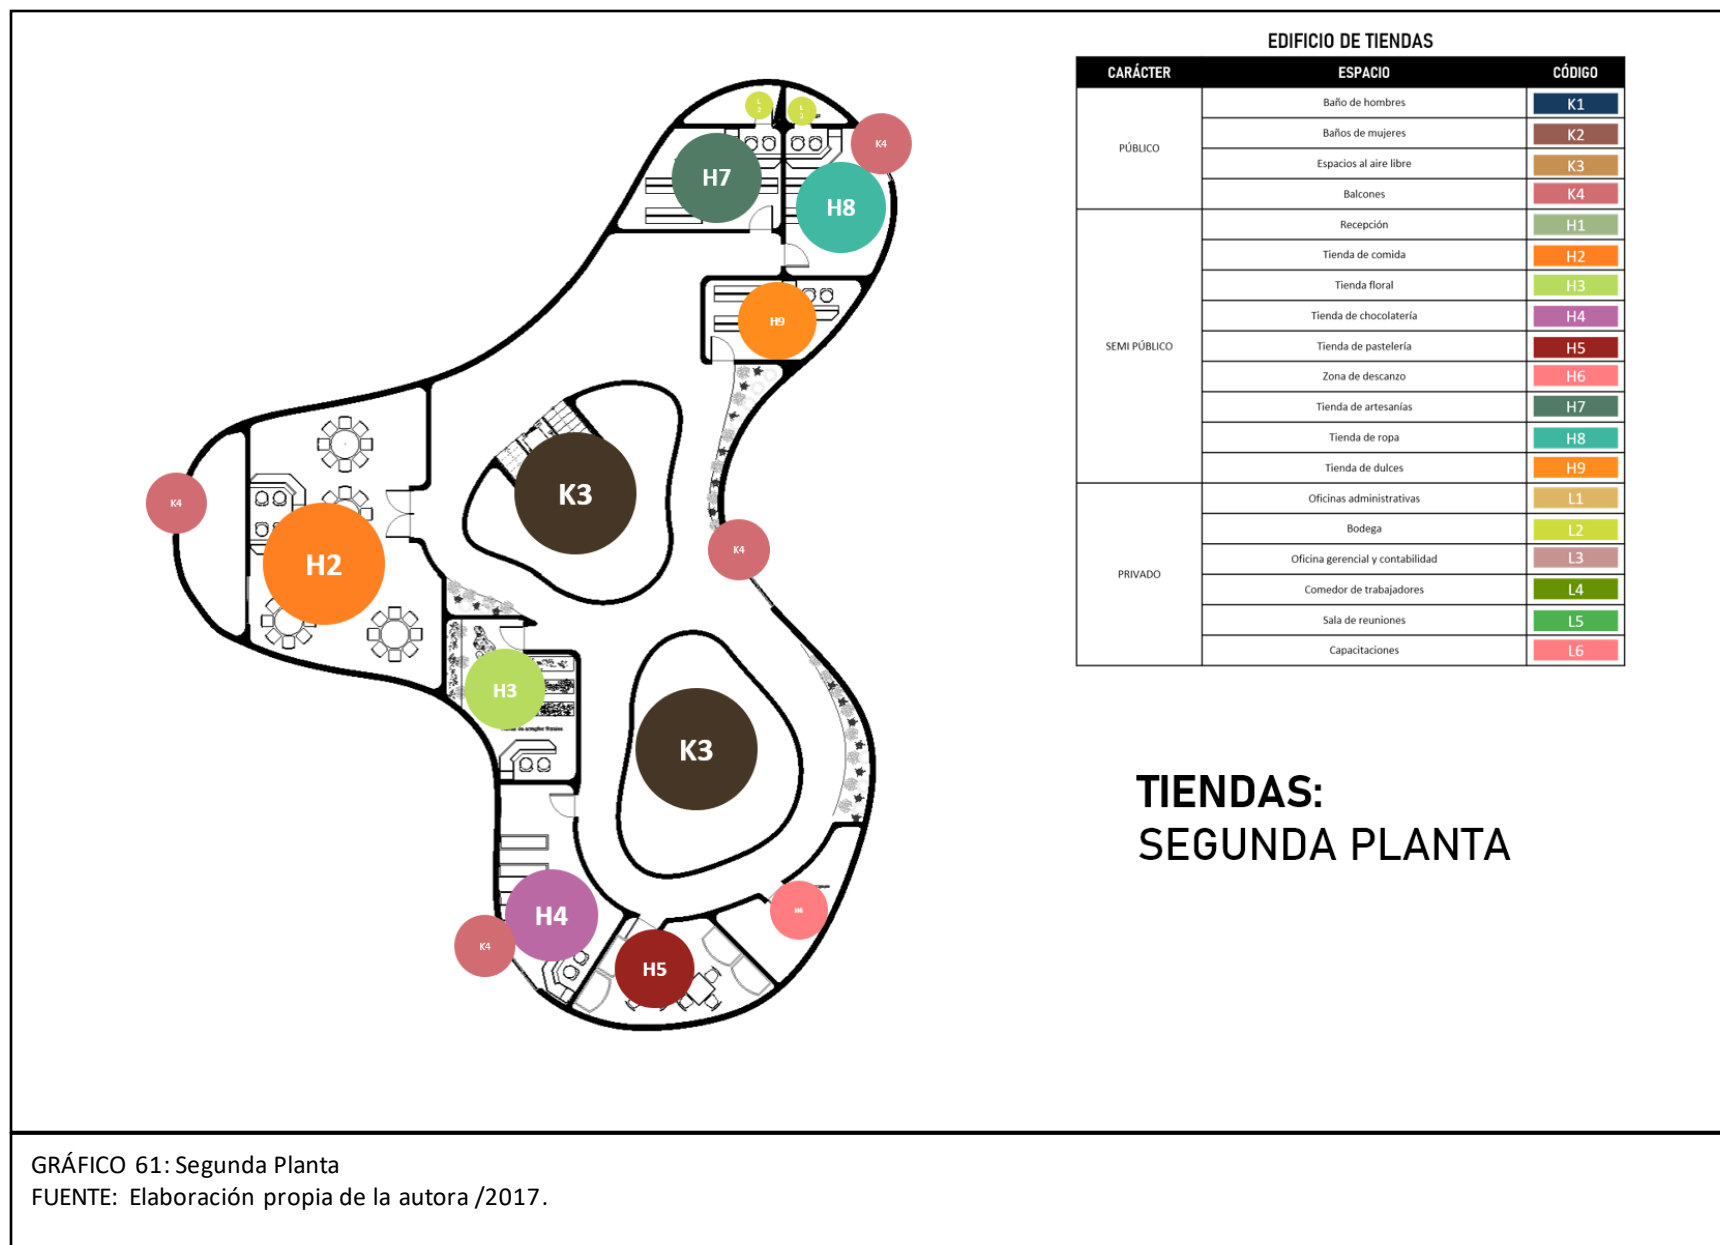 EDIFICIO DE TIENDAS
CARÁCTER ESPACIO CÓDIGO
PÚBLICO
Baño de hombres K1
Baños de mujeres K2
Espacios al aire libre K3
Balcones K4
SEMI PÚBLICO
Recepción H1
Tienda de comida H2
Tienda floral H3
Tienda de chocolatería H4
Tienda de pastelería H5
Zona de descanzo H6
Tienda de artesanías H7
Tienda de ropa H8
Tienda de dulces H9
PRIVADO
Oficinas administrativas L1
Bodega L2
Oficina gerencial y contabilidad L3
Comedor de trabajadores L4
Sala de reuniones L5
Capacitaciones L6
L
2
L
2
K4
H7
H8
H9
K4
K3
H2
K4
H3
K3
H4
K4
H5
H6
TIENDAS:
SEGUNDA PLANTA
GRÁFICO 61: Segunda Planta
FUENTE: Elaboración propia de la autora /2017.